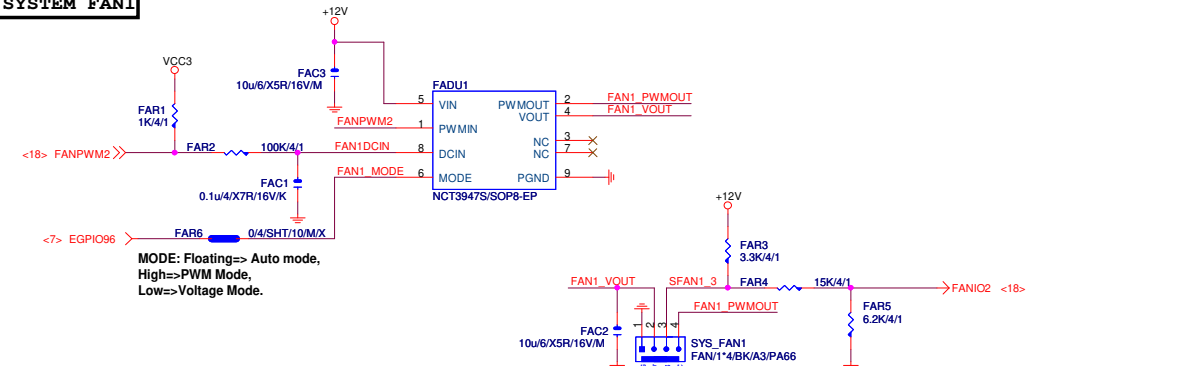 SYSTEM FAN1
+12V
VCC3
FAC3
10u/6/X5R/16V/M
FADU1
FAR1
1K/4/1
5 VIN PWMOUT 2 FAN1_PWMOUT
VOUT 4 FAN1_VOUT
FANPWM2 1 PWMIN
NC 3
<18> FANPWM2 FAR2 100K/4/1 FAN1DCIN 8 DCIN NC 7
FAN1_MODE 6 MODE PGND 9
FAC1
0.1u/4/X7R/16V/K
NCT3947S/SOP8-EP
<7> EGPIO96 FAR6 0/4/SHT/10/M/X
MODE: Floating=> Auto mode,
High=>PWM Mode,
Low=>Voltage Mode.
+12V
FAR3
3.3K/4/1
FAN1_VOUT SFAN1_3 FAR4 15K/4/1 FANIO2 <18>
FAN1_PWMOUT
FAR5
6.2K/4/1
FAC2
10u/6/X5R/16V/M
1 2 3 4
SYS_FAN1
FAN/1*4/BK/A3/PA66